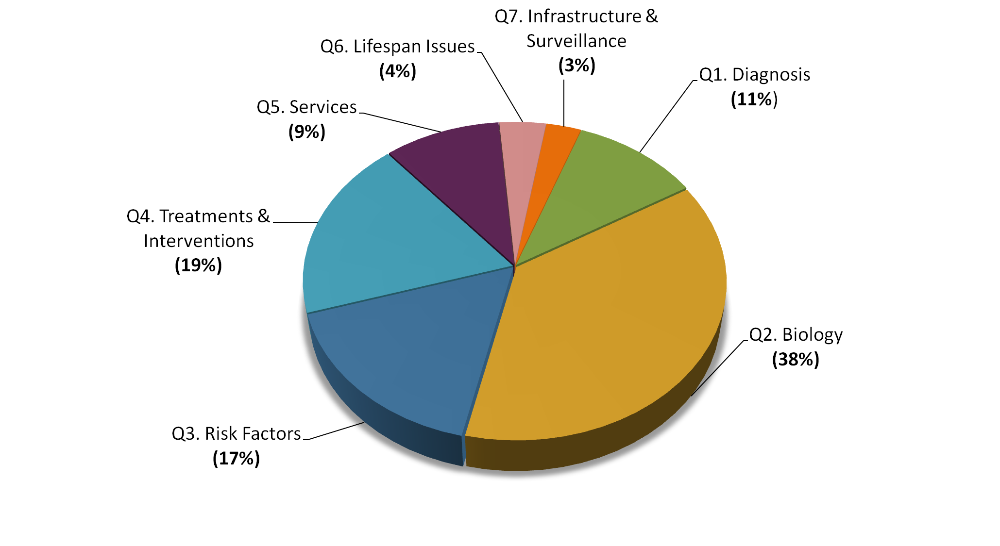 Q7. Infrastructure &
Surveillance
(3%)
Q6. Lifespan Issues
(4%)
Q1. Diagnosis
(11%)
Q5. Services
(9%)
Q4. Treatments &
Interventions
(19%)
Q2. Biology
(38%)
Q3. Risk Factors
(17%)